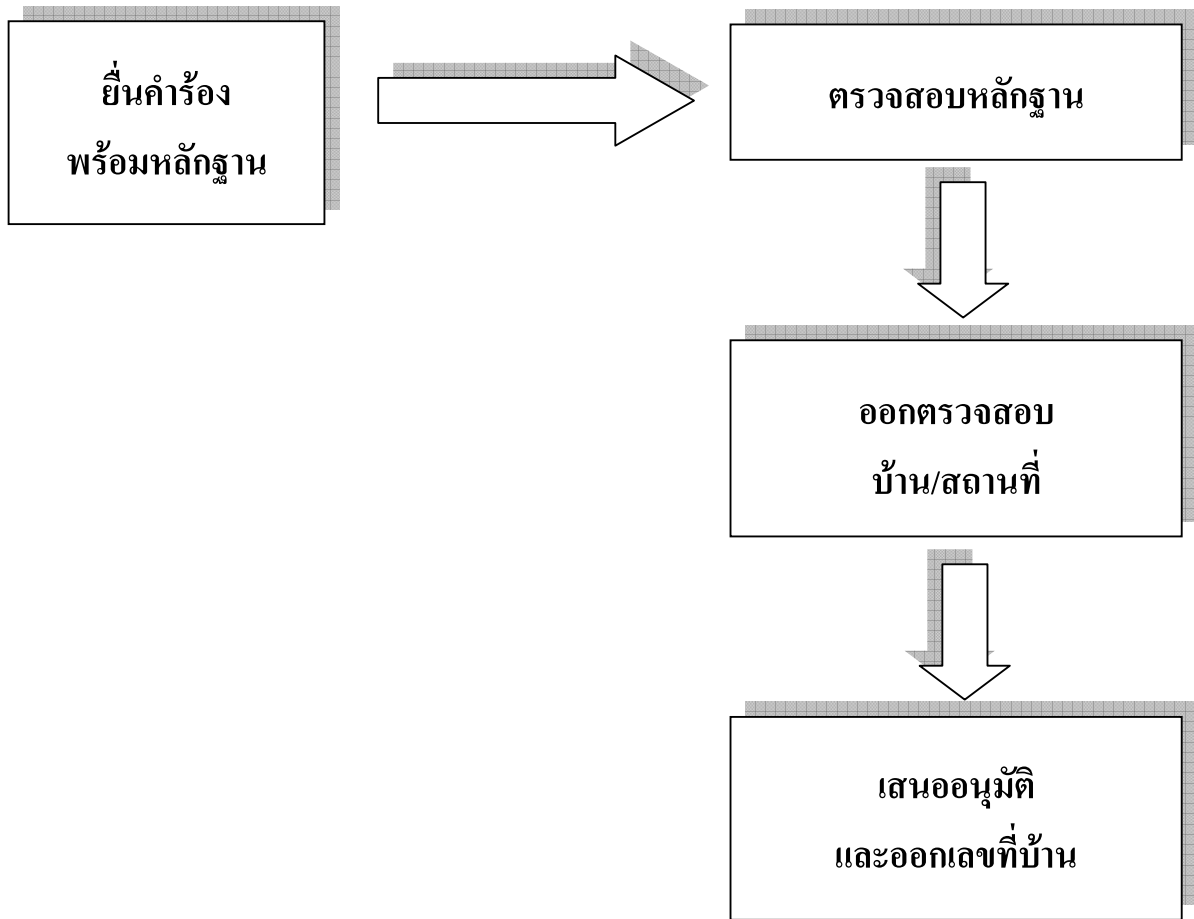 ยื่นคำร้อง
พร้อมหลักฐาน
ตรวจสอบหลักฐาน
ออกตรวจสอบ
บ้าน/สถานที่
เสนออนุมัติ
และออกเลขที่บ้าน